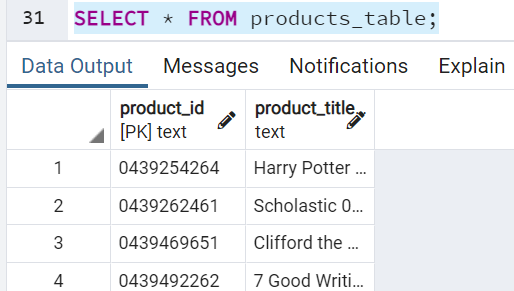 31 SELECT * FROM products_table;
Data Output Messages Notifications Explain
product_id product_title
[PK] text text
1 0439254264 Harry Potter ...
2 0439262461 Scholastic 0...
3 0439469651 Clifford the ...
4 0439492262 7 Good Writi...